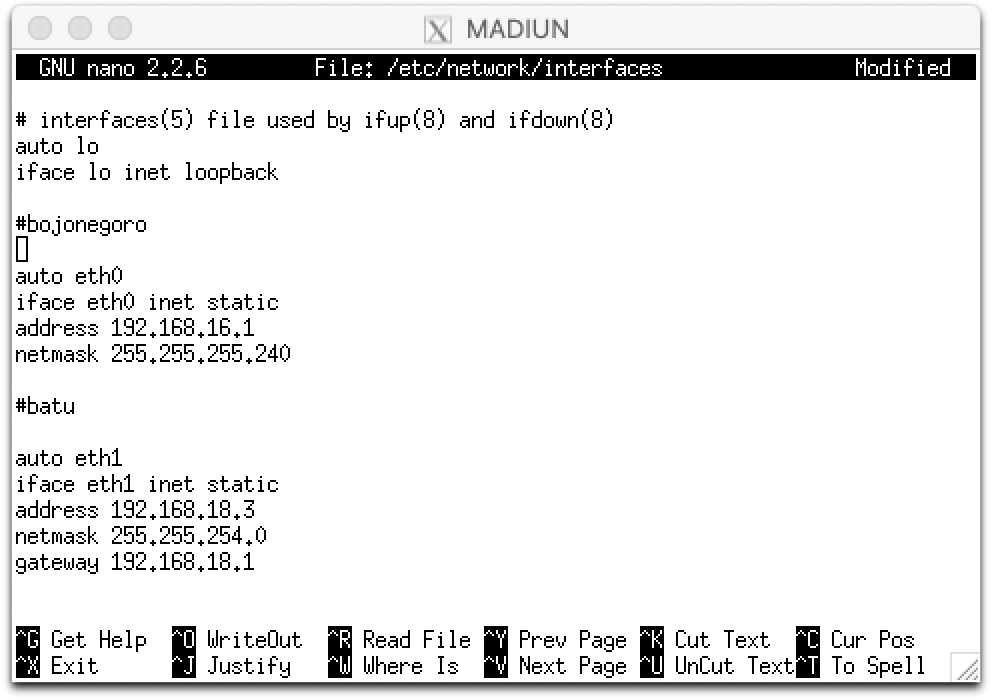 MADIUN
GNU nano 2.2.6 File: /etc/network/interfaces Modified
# interfaces(5) file used by ifup(8) and ifdown(8)
auto lo
iface lo inet loopback
#bojonegoro
auto eth0
iface eth0 inet static
address 192.168.16.1
netmask 255.255.255.240
#batu
auto eth1
iface eth1 inet static
address 192.168.18.3
netmask 255.255.254.0
gateway 192.168.18.1
^G Get Help ^O WriteOut ^R Read File ^Y Prev Page ^K Cut Text ^C Cur Pos
^X Exit ^J Justify ^W Where Is ^V Next Page ^U UnCut Text ^T To Spell